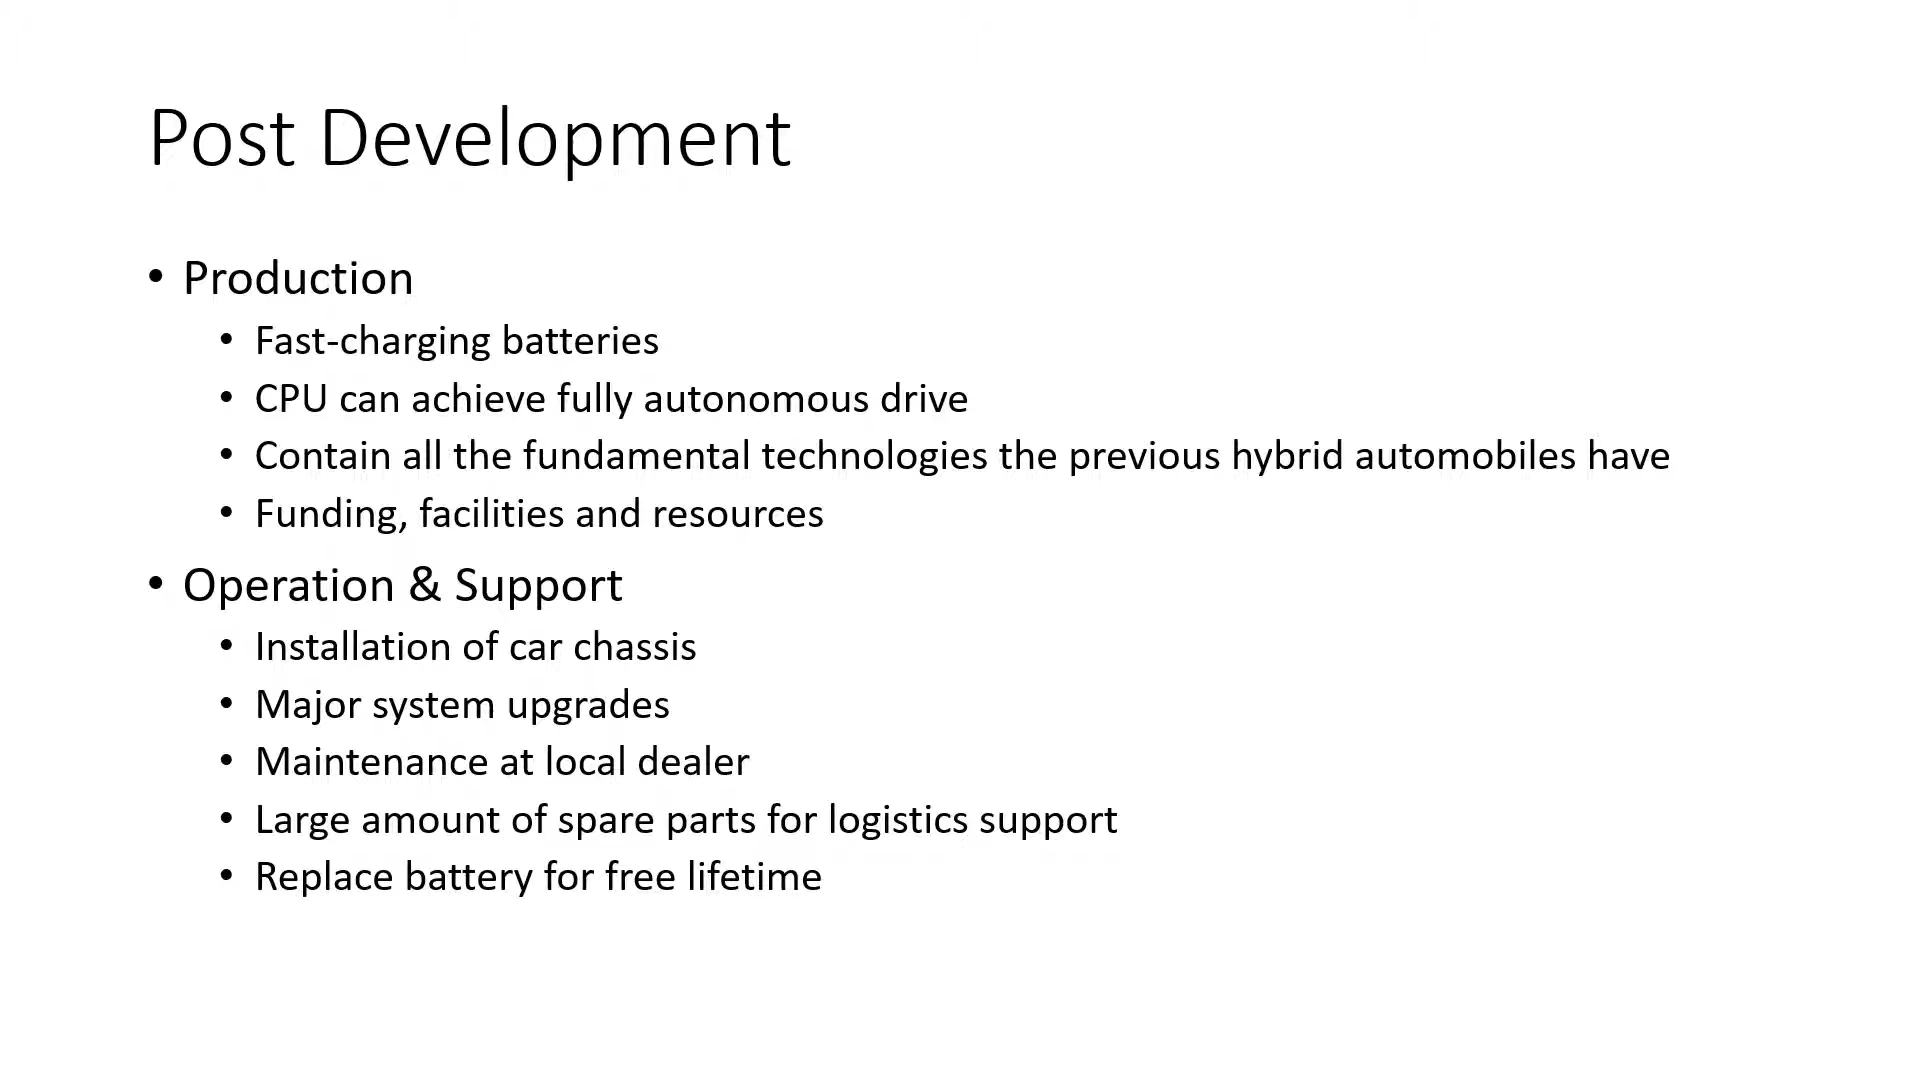 Post Development
• Production
• Fast-charging batteries
• CPU can achieve fully autonomous drive
• Contain all the fundamental technologies the previous hybrid automobiles have
• Funding, facilities and resources
• Operation & Support
• Installation of car chassis
• Major system upgrades
• Maintenance at local dealer
• Large amount of spare parts for logistics support
• Replace battery for free lifetime